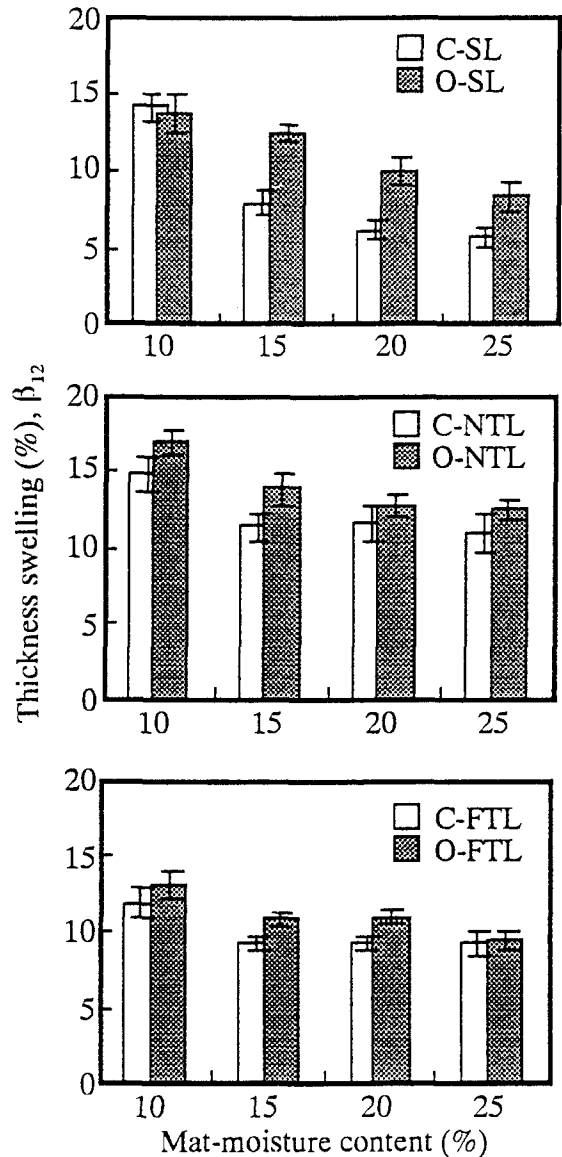 Thickness swelling (%), β₁₂
20
15
10
5
0
C-SL
O-SL
10 15 20 25
20
15
10
5
0
C-NTL
O-NTL
10 15 20 25
20
15
10
5
0
C-FTL
O-FTL
10 15 20 25
Mat-moisture content (%)